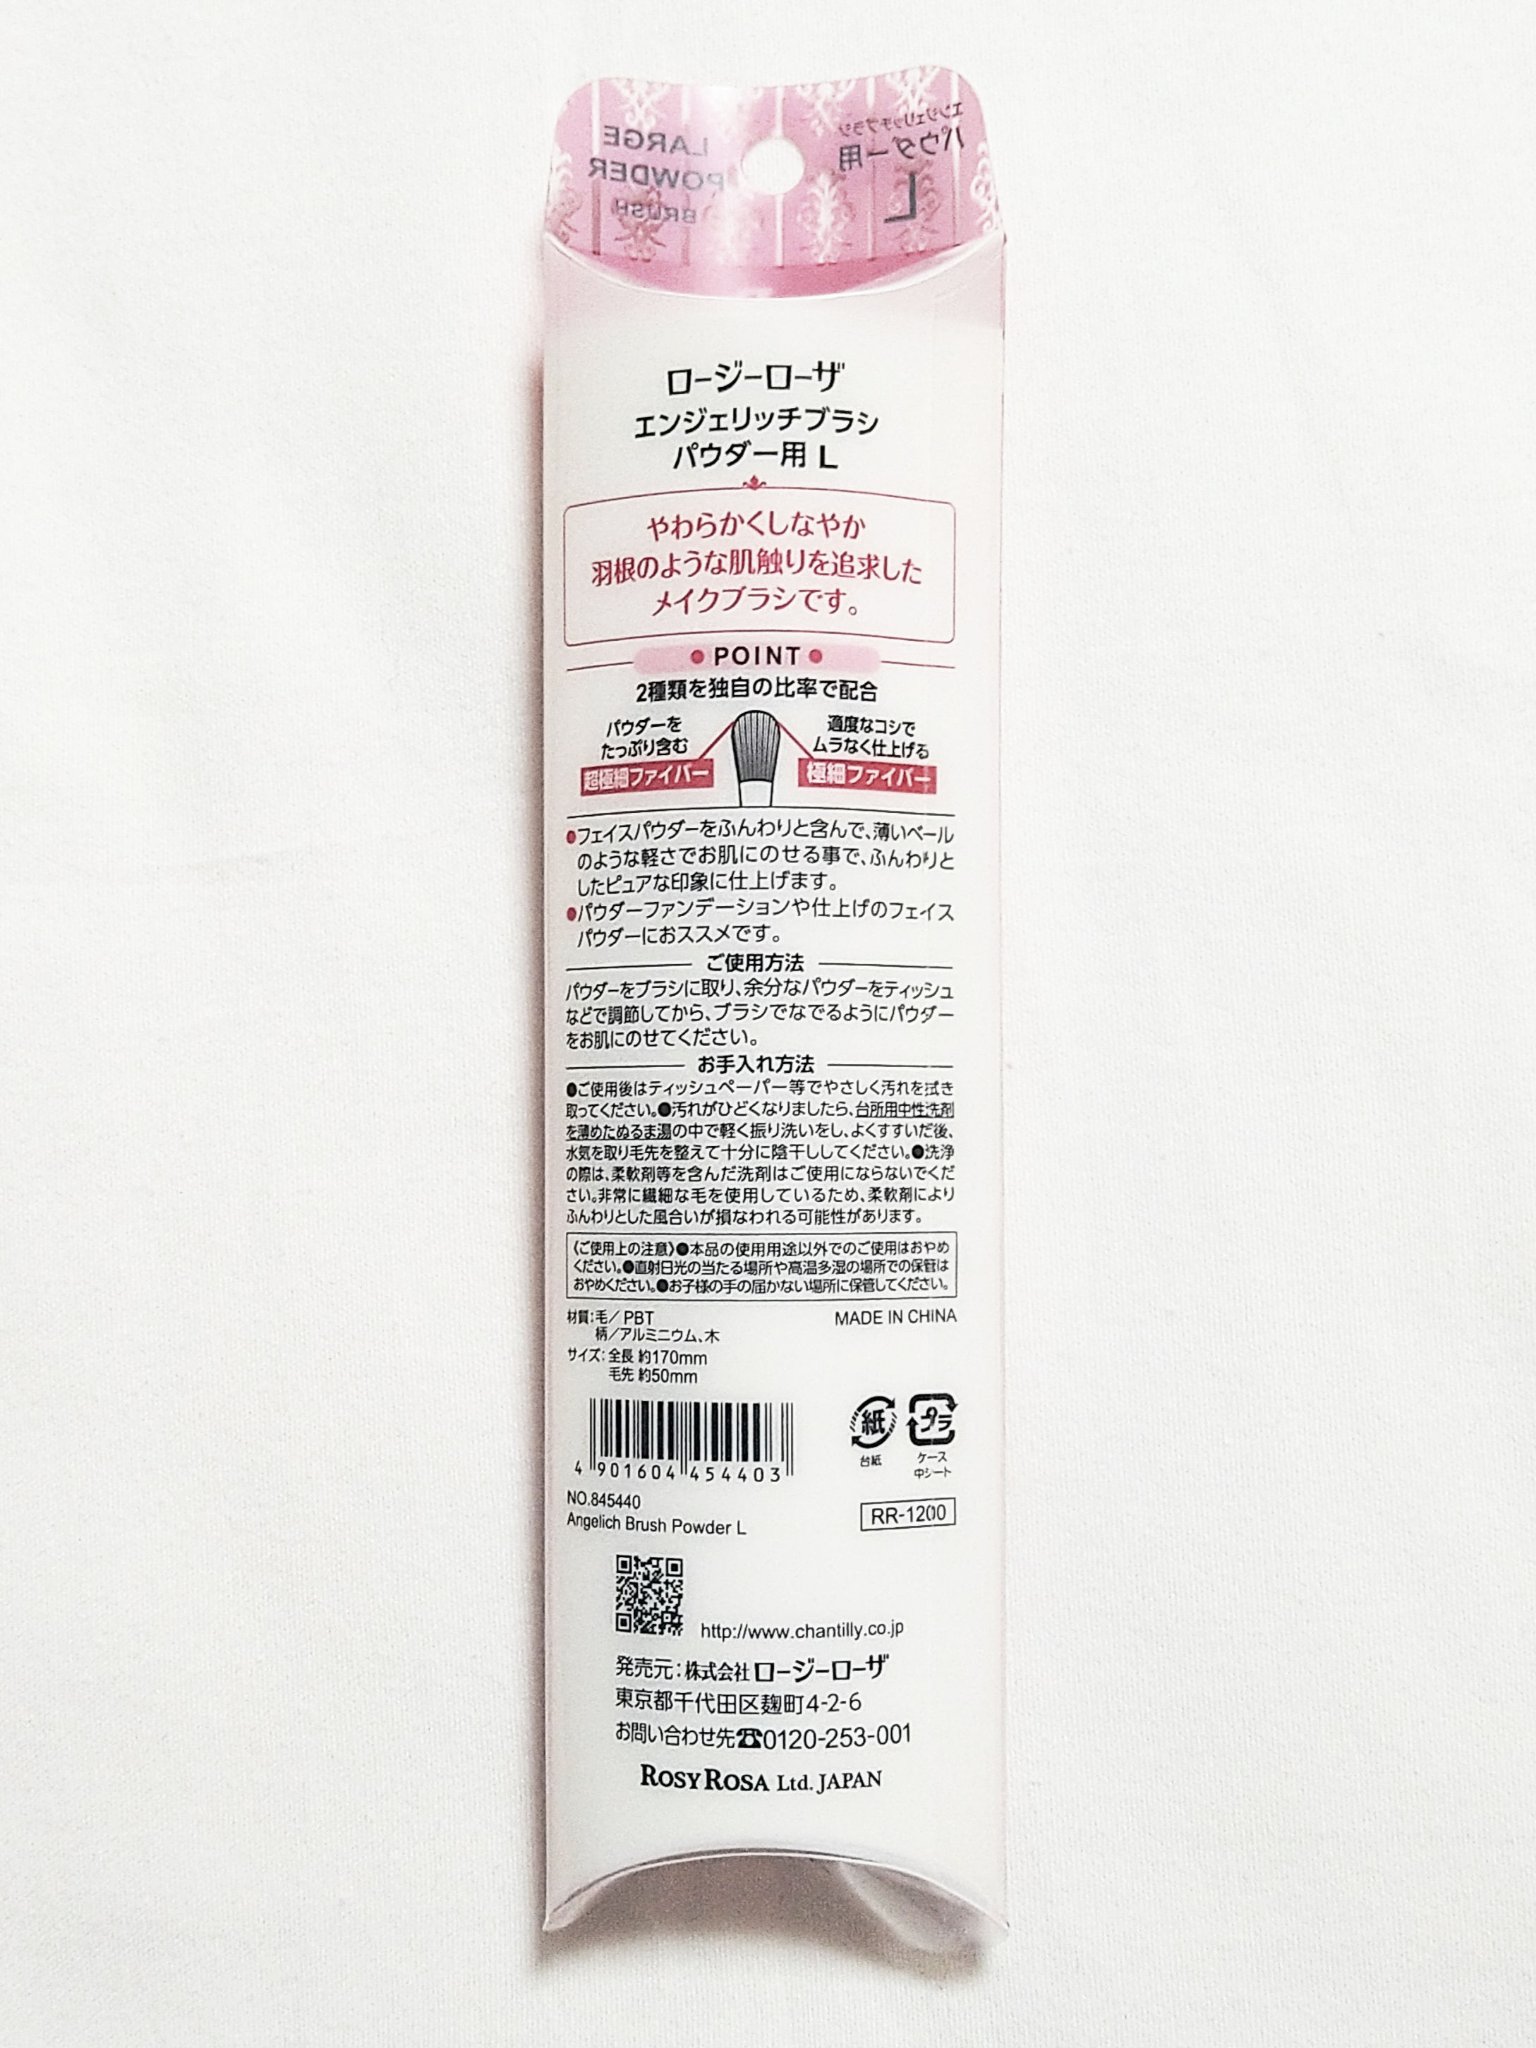 エンジェリッチブラシ
パウダー用
L
LARGE
POWDER
BRUSH
ロージーローザ
エンジェリッチブラシ
パウダー用 L
やわらかくしなやか
羽根のような肌触りを追求した
メイクブラシです。
POINT
2種類を独自の比率で配合
パウダーを
たっぷり含む
超極細ファイバー
適度なコシで
ムラなく仕上げる
極細ファイバー
●フェイスパウダーをふんわりと含んで、薄いベール
のような軽さでお肌にのせる事で、ふんわりと
したピュアな印象に仕上げます。
●パウダーファンデーションや仕上げのフェイス
パウダーにおススメです。
ご使用方法
パウダーをブラシに取り、余分なパウダーをティッシュ
などで調節してから、ブラシでなでるようにパウダー
をお肌にのせてください。
お手入れ方法
●ご使用後はティッシュペーパー等でやさしく汚れを拭き
取ってください。●汚れがひどくなりましたら、台所用中性洗剤
を薄めたぬるま湯の中で軽く振り洗いをし、よくすすいだ後、
水気を取り毛先を整えて十分に陰干ししてください。●洗浄
の際は、柔軟剤等を含んだ洗剤はご使用にならないでくだ
さい。非常に繊細な毛を使用しているため、柔軟剤により
ふんわりとした風合いが損なわれる可能性があります。
〈ご使用上の注意〉●本品の使用用途以外でのご使用はおやめ
ください。●直射日光の当たる場所や高温多湿の場所での保管は
おやめください。●お子様の手の届かない場所に保管してください。
材質：毛／PBT
柄／アルミニウム、木
MADE IN CHINA
サイズ：全長 約170mm
毛先 約50mm
紙
台紙
プラ
ケース
中シート
4 901604 454403
NO.845440
Angelich Brush Powder L
RR-1200
http://www.chantilly.co.jp
発売元：株式会社ロージーローザ
東京都千代田区麹町4-2-6
お問い合わせ先☎0120-253-001
ROSY ROSA Ltd. JAPAN